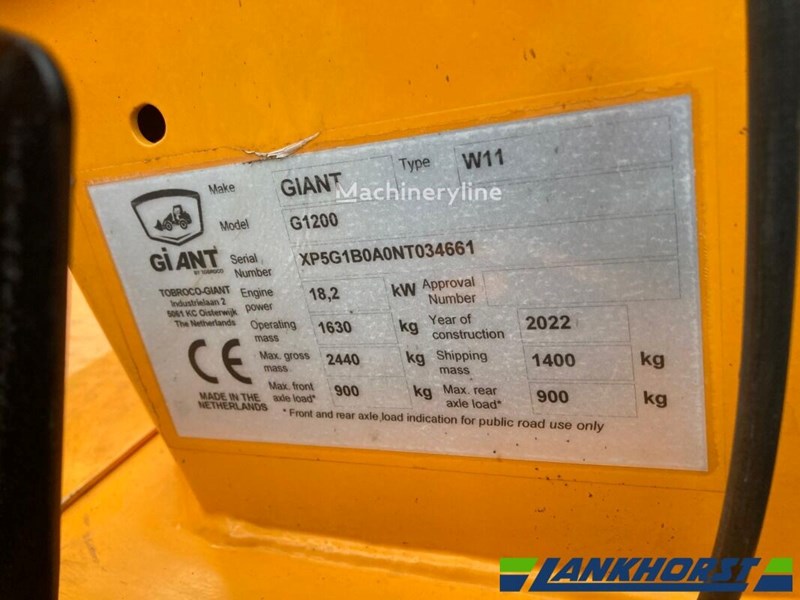 Make GIANT Type W11
Machineryline
Model G1200
GiANT
BY TOBROCO
Serial Number XP5G1B0A0NT034661
TOBROCO-GIANT
Industrielaan 2
5061 KC Oisterwijk
The Netherlands
Engine power 18,2 kW Approval Number
Operating mass 1630 kg Year of construction 2022
Max. gross mass 2440 kg Shipping mass 1400 kg
CE
Max. front axle load* 900 kg Max. rear axle load* 900 kg
MADE IN THE
NETHERLANDS
*Front and rear axle load indication for public road use only
LANKHORST